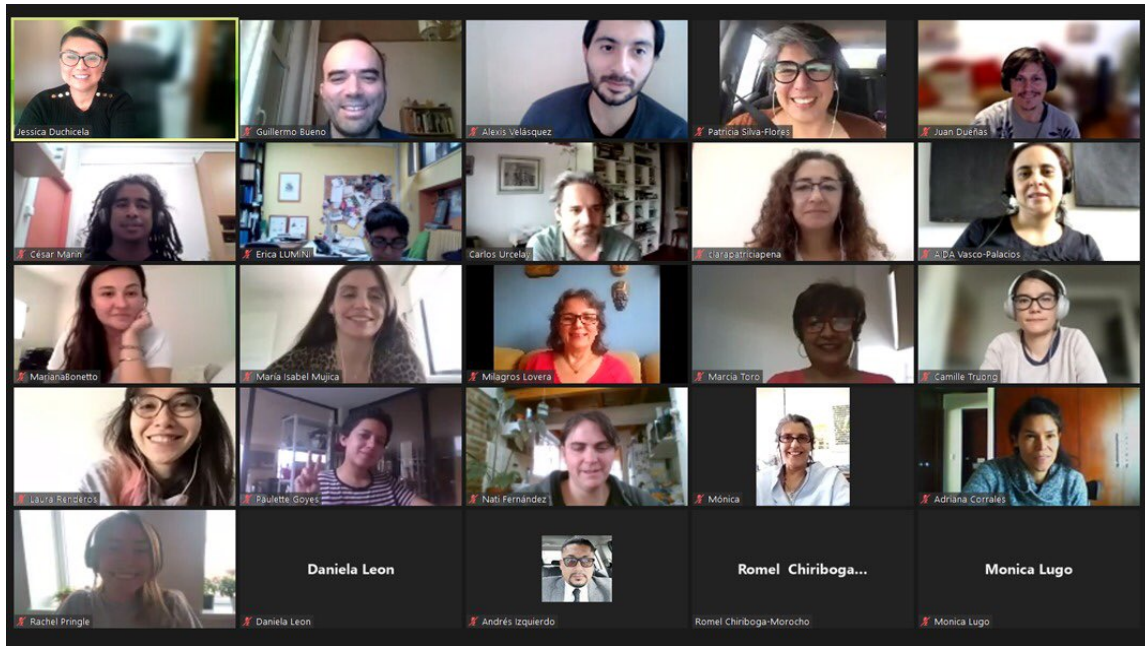 Jessica Duchicela
Guillermo Bueno
Alexis Velásquez
Patricia Silva-Flores
Juan Dueñas
César Marín
Erica LUMINI
Carlos Urcelay
clarapatriciapena
AIDA Vasco-Palacios
MarianaBonetto
María Isabel Mujica
Milagros Lovera
Marcia Toro
Camille Truong
Laura Renderos
Paulette Goyes
Nati Fernández
Mónica
Adriana Corrales
Rachel Pringle
Daniela Leon
Daniela Leon
Andrés Izquierdo
Romel Chiriboga...
Romel Chiriboga-Morocho
Monica Lugo
Monica Lugo